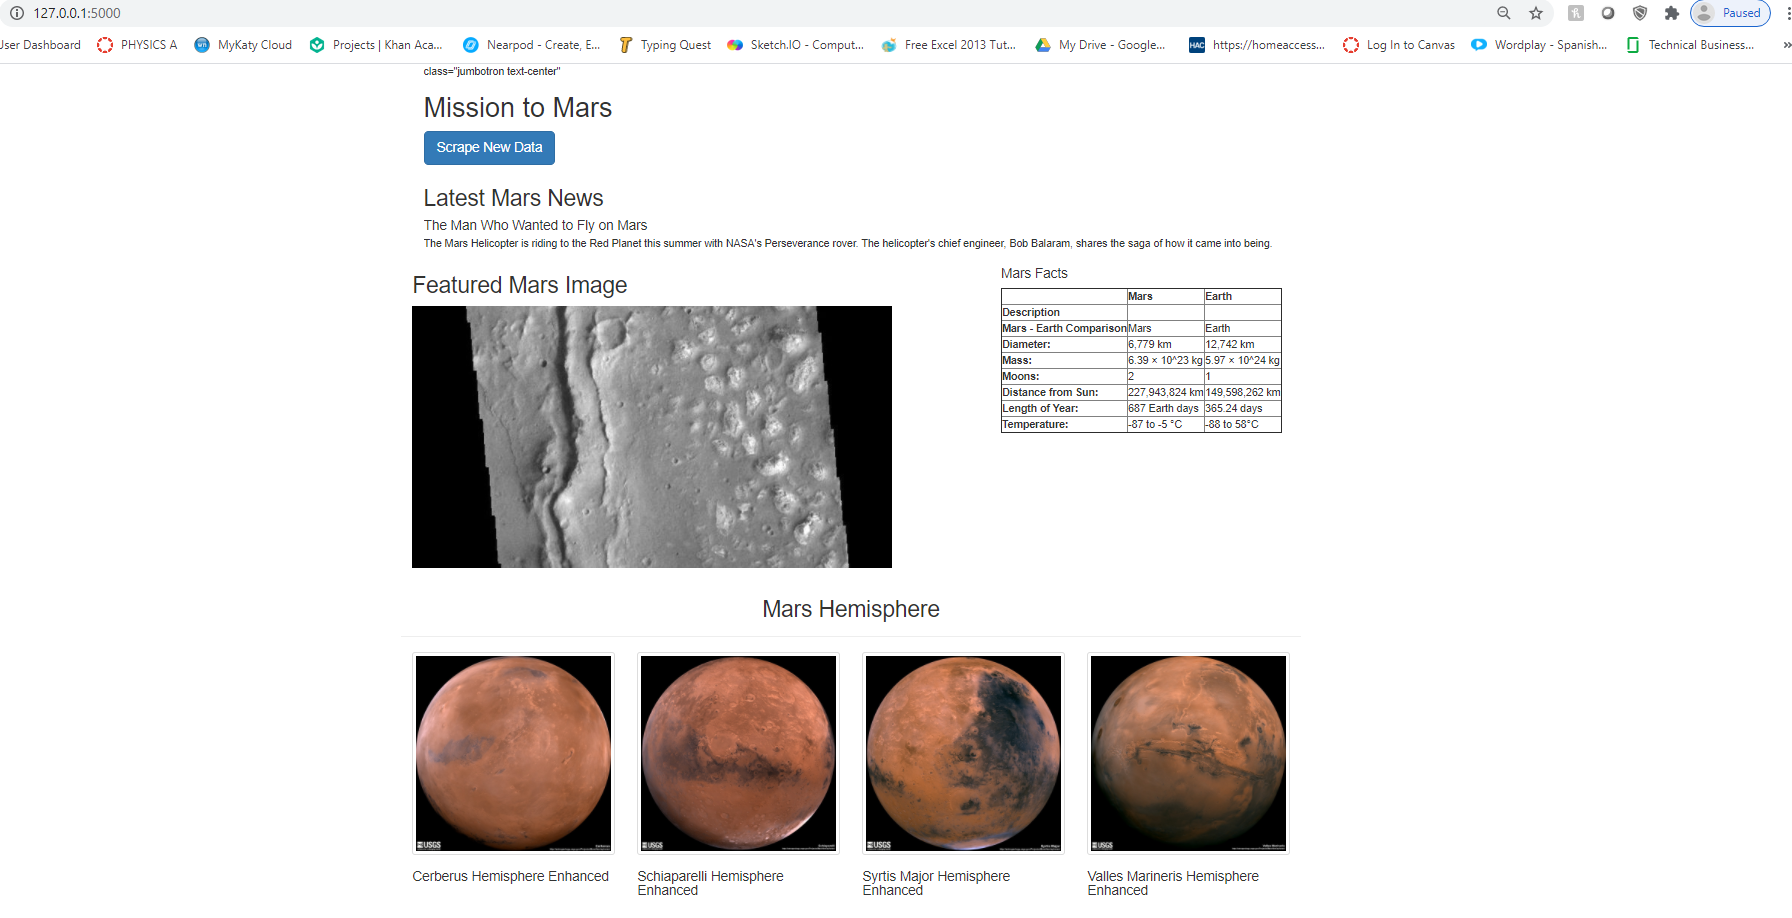 127.0.0.1:5000
Paused
Jser Dashboard PHYSICS A MyKaty Cloud Projects | Khan Aca... Nearpod - Create, E... Typing Quest Sketch.IO - Comput... Free Excel 2013 Tut... My Drive - Google... HAC https://homeaccess... Log In to Canvas Wordplay - Spanish... Technical Business... »
class="jumbotron text-center"
Mission to Mars
Scrape New Data
Latest Mars News
The Man Who Wanted to Fly on Mars
The Mars Helicopter is riding to the Red Planet this summer with NASA's Perseverance rover. The helicopter's chief engineer, Bob Balaram, shares the saga of how it came into being.
Featured Mars Image
Mars Facts
Mars Earth
Description
Mars - Earth Comparison Mars Earth
Diameter: 6,779 km 12,742 km
Mass: 6.39 × 10^23 kg 5.97 × 10^24 kg
Moons: 2 1
Distance from Sun: 227,943,824 km 149,598,262 km
Length of Year: 687 Earth days 365.24 days
Temperature: -87 to -5 °C -88 to 58°C
Mars Hemisphere
USGS
USGS
USGS
USGS
Cerberus Hemisphere Enhanced
Schiaparelli Hemisphere
Enhanced
Syrtis Major Hemisphere
Enhanced
Valles Marineris Hemisphere
Enhanced